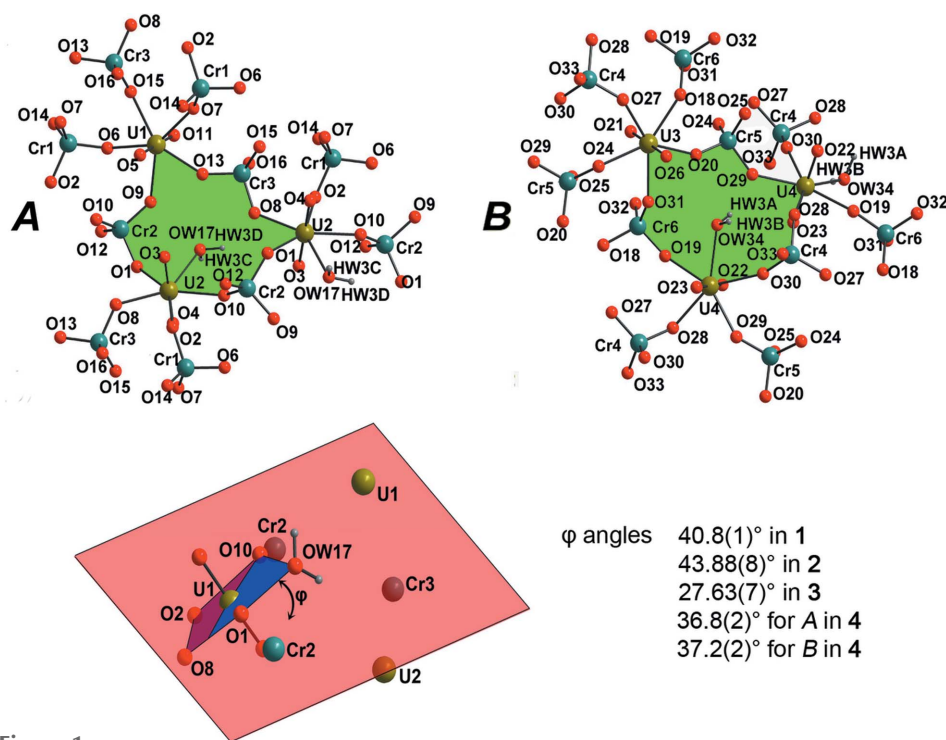 O8
O13
Cr3
O2
O16
O15
Cr1
O6
O7
O14
O14
O7
U1
O11
O15
O14
O7
Cr1
O6
O5
O13
O16
Cr1
O6
O2
Cr3
O2
A
O9
O4
O9
O10
O8
U2
O10
OW17
O12
Cr2
O12
Cr2
HW3D
O1
O3
O3
HW3C
HW3C
O1
O1
U2
O12
OW17
HW3D
O10
Cr2
O8
O4
O9
O13
O2
Cr3
Cr1
O6
O16
O15
O14
O7
O19
O32
O28
Cr6
O33
Cr4
O31
O25
O27
O30
O27
O18
O24
Cr4
O28
O21
U3
Cr5
O30
O22
HW3A
O29
O24
O20
O33
HW3B
B
O26
O29
OW34
Cr5
O25
U4
O32
O31
HW3A
O28
O19
O32
O20
HW3B
O23
Cr6
OW34
O31
Cr6
Cr4
Cr6
O18
O19
O33
O18
O22
O27
O23
O30
U4
O27
O29
O28
O25
O24
Cr4
O30
Cr5
O33
O20
U1
Cr2
O10
OW17
U1
Cr3
φ
O2
O1
Cr2
O8
U2
φ angles 40.8(1)° in 1
43.88(8)° in 2
27.63(7)° in 3
36.8(2)° for A in 4
37.2(2)° for B in 4